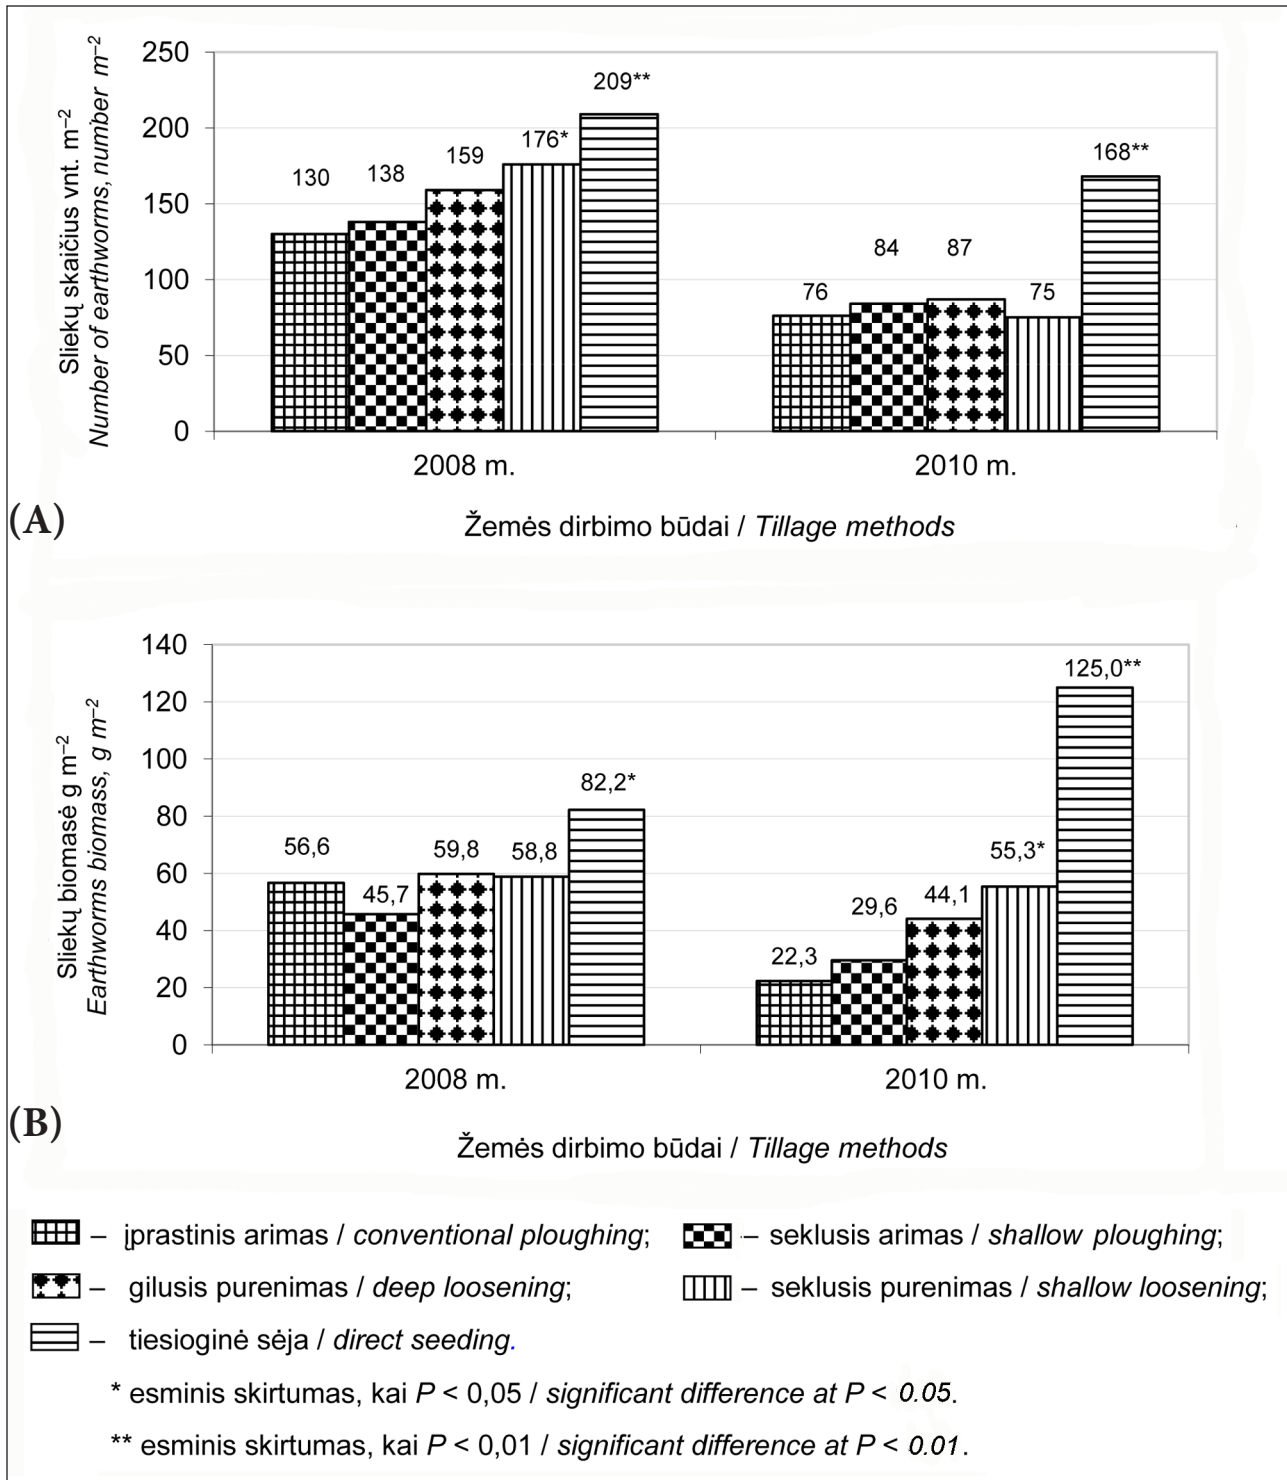 Sliekų skaičius vnt. m⁻²
Number of earthworms, number m⁻²
250
200
150
100
50
0
130
138
159
176*
209**
76
84
87
75
168**
2008 m.
2010 m.
(A)
Žemės dirbimo būdai / Tillage methods
Sliekų biomasė g m⁻²
Earthworms biomass, g m⁻²
140
120
100
80
60
40
20
0
56,6
45,7
59,8
58,8
82,2*
22,3
29,6
44,1
55,3*
125,0**
2008 m.
2010 m.
(B)
Žemės dirbimo būdai / Tillage methods
– įprastinis arimas / conventional ploughing; – seklusis arimas / shallow ploughing;
– gilusis purenimas / deep loosening; – seklusis purenimas / shallow loosening;
– tiesioginė sėja / direct seeding.
* esminis skirtumas, kai P < 0,05 / significant difference at P < 0.05.
** esminis skirtumas, kai P < 0,01 / significant difference at P < 0.01.